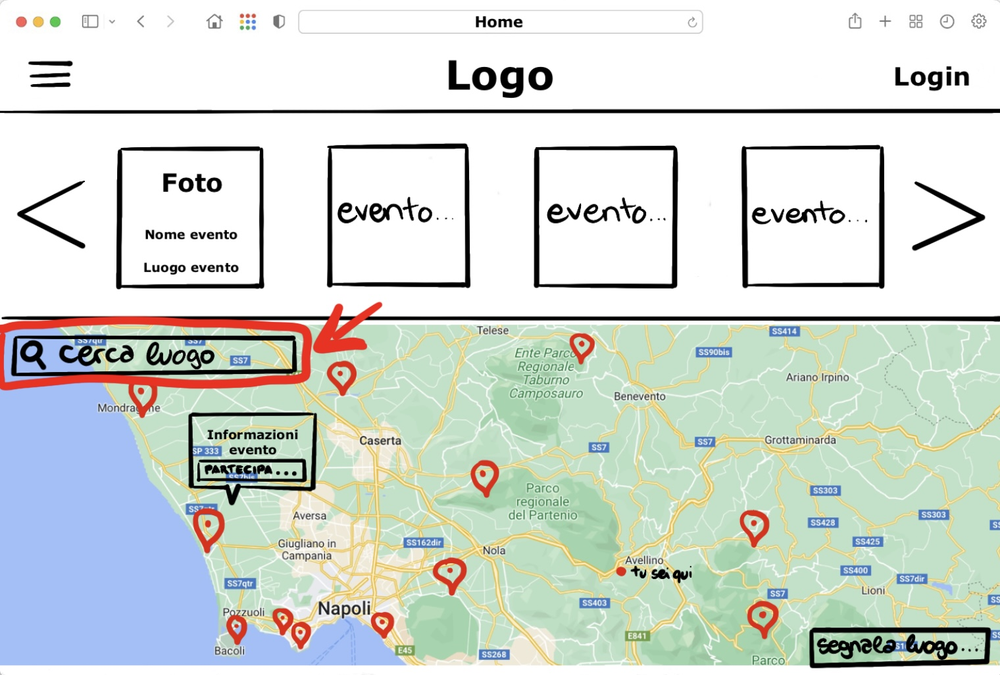 Home
Logo
Login
Foto
Nome evento
Luogo evento
evento...
evento...
evento...
cerca luogo
SS7qtr
SS7
SS7
Telese
SS414
Ente Parco
Regionale
Taburno
Camposauro
SS90bis
Ariano Irpino
Benevento
Mondragone
Informazioni
evento
PARTECIPA...
SP 333
SS7bis
Caserta
SS7
SS7
Grottaminarda
Parco
regionale
del Partenio
SS303
SS303
SS7qtr
Aversa
SS428
Giugliano in
Campania
SS162dir
Nola
SS425
Avellino
tu sei qui
SS400
SS7dir
SS7qtr
Lioni
SS7
SS403
Napoli
Pozzuoli
Bacoli
E45
SS268
E841
Parco
segnala luogo...